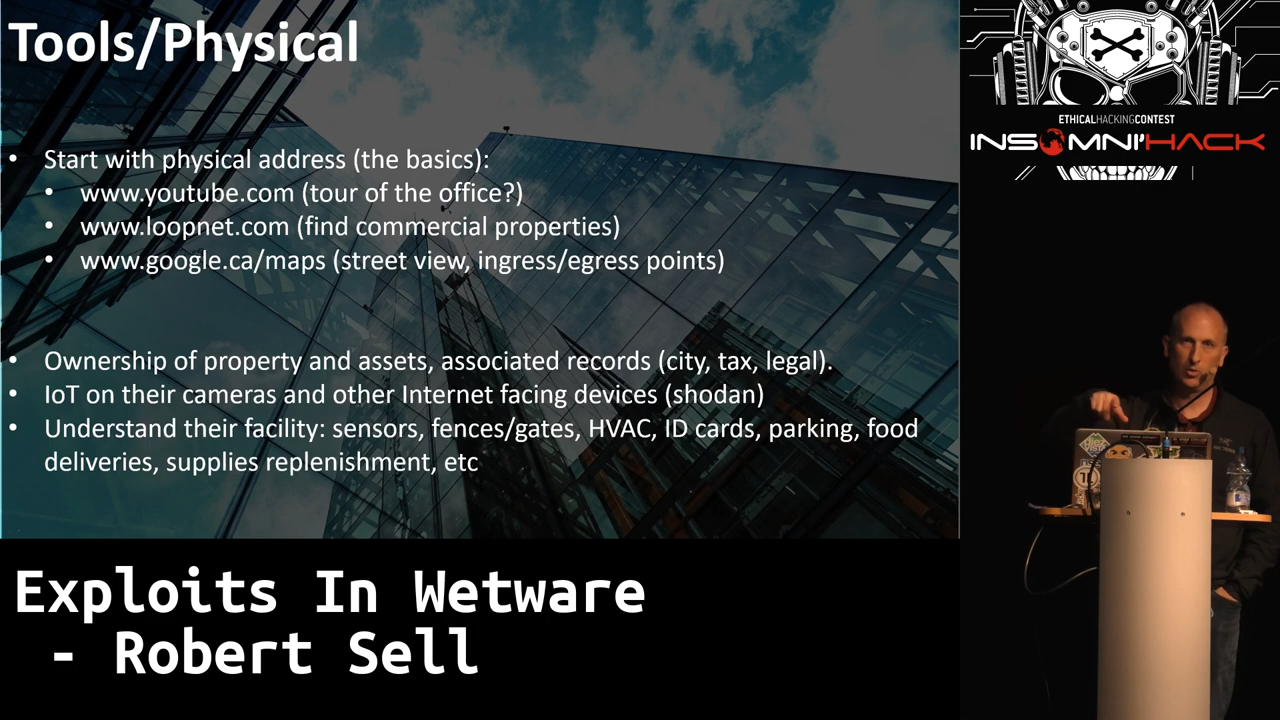 Tools/Physical
• Start with physical address (the basics):
• www.youtube.com (tour of the office?)
• www.loopnet.com (find commercial properties)
• www.google.ca/maps (street view, ingress/egress points)
• Ownership of property and assets, associated records (city, tax, legal).
• IoT on their cameras and other Internet facing devices (shodan)
• Understand their facility: sensors, fences/gates, HVAC, ID cards, parking, food
deliveries, supplies replenishment, etc
Exploits In Wetware
- Robert Sell
ETHICALHACKINGCONTEST
INSOMNI'HACK